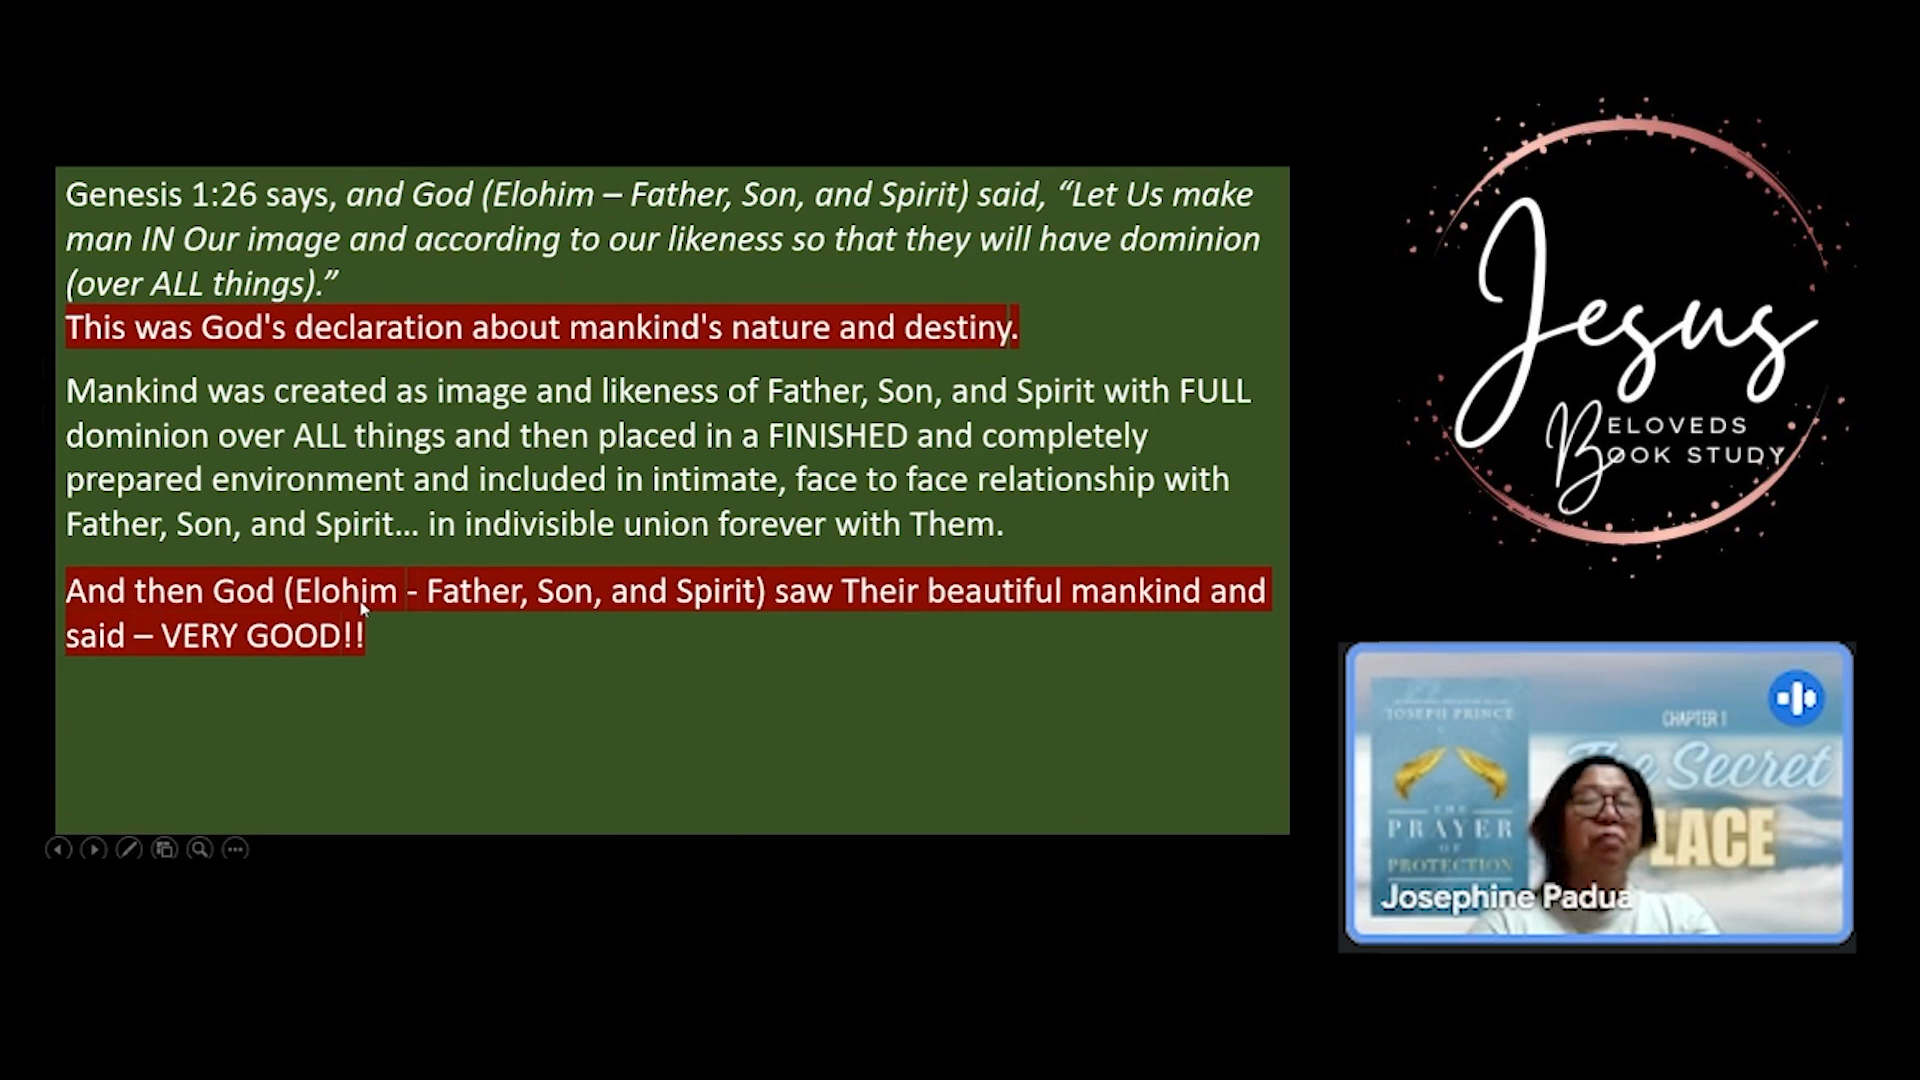 Genesis 1:26 says, and God (Elohim – Father, Son, and Spirit) said, “Let Us make
man IN Our image and according to our likeness so that they will have dominion
(over ALL things).”
This was God's declaration about mankind's nature and destiny.
Mankind was created as image and likeness of Father, Son, and Spirit with FULL
dominion over ALL things and then placed in a FINISHED and completely
prepared environment and included in intimate, face to face relationship with
Father, Son, and Spirit... in indivisible union forever with Them.
And then God (Elohim - Father, Son, and Spirit) saw Their beautiful mankind and
said – VERY GOOD!!
Jesus
BELOVEDS
BOOK STUDY
JOSEPH PRINCE
THE
PRAYER
OF
PROTECTION
CHAPTER 1
Secret
LACE
Josephine Padua